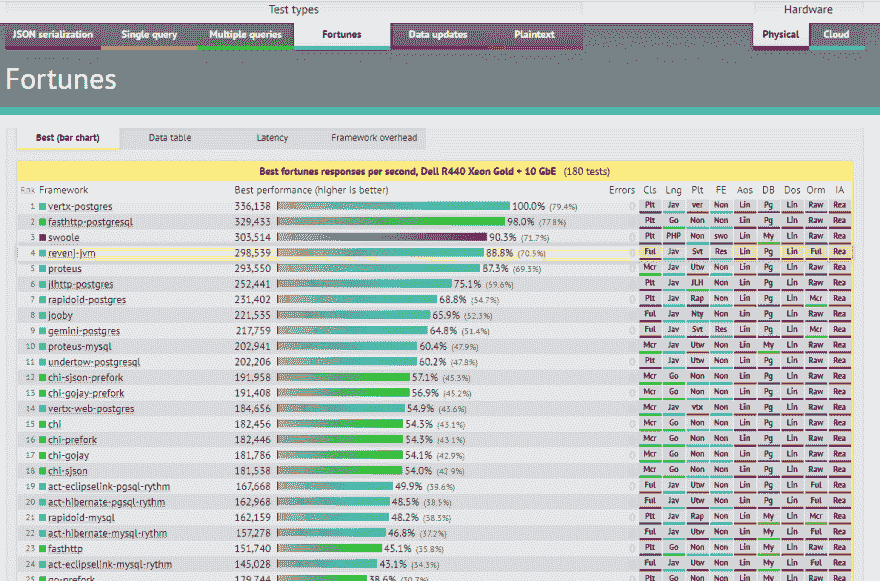 Test types Hardware
JSON serialization Single query Multiple queries Fortunes Data updates Plaintext Physical Cloud
Fortunes
Best (bar chart) Data table Latency Framework overhead
Best fortunes responses per second, Dell R440 Xeon Gold + 10 GbE (180 tests)
Rnk Framework Best performance (higher is better) Errors Cls Lng Plt FE Aos DB Dos Orm IA
1 vertx-postgres 336,138 100.0% (79.4%) 0 Plt Jav ver Non Lin Pg Lin Raw Rea
2 fasthttp-postgresql 329,433 98.0% (77.8%) 0 Plt Go Non Non Lin Pg Lin Raw Rea
3 swoole 303,514 90.3% (71.7%) 0 Plt PHP Non swo Lin My Lin Raw Rea
4 revenj-jvm 298,539 88.8% (70.5%) 0 Ful Jav Svt Res Lin Pg Lin Ful Rea
5 proteus 293,550 87.3% (69.3%) 0 Mcr Jav Utw Non Lin Pg Lin Raw Rea
6 jlhttp-postgres 252,441 75.1% (59.6%) 0 Plt Jav JLH Non Lin Pg Lin Raw Rea
7 rapidoid-postgres 231,402 68.8% (54.7%) 0 Plt Jav Rap Non Lin Pg Lin Mcr Rea
8 jooby 221,535 65.9% (52.3%) 0 Ful Jav Nty Non Lin Pg Lin Raw Rea
9 gemini-postgres 217,759 64.8% (51.4%) 0 Ful Jav Svt Res Lin Pg Lin Mcr Rea
10 proteus-mysql 202,941 60.4% (47.9%) 0 Mcr Jav Utw Non Lin My Lin Raw Rea
11 undertow-postgresql 202,206 60.2% (47.8%) 0 Plt Jav Utw Non Lin Pg Lin Raw Rea
12 chi-sjson-prefork 191,958 57.1% (45.3%) 0 Mcr Go Non Non Lin Pg Lin Raw Rea
13 chi-gojay-prefork 191,408 56.9% (45.2%) 0 Mcr Go Non Non Lin Pg Lin Raw Rea
14 vertx-web-postgres 184,656 54.9% (43.6%) 0 Mcr Jav vtx Non Lin Pg Lin Raw Rea
15 chi 182,456 54.3% (43.1%) 0 Mcr Go Non Non Lin Pg Lin Raw Rea
16 chi-prefork 182,446 54.3% (43.1%) 0 Mcr Go Non Non Lin Pg Lin Raw Rea
17 chi-gojay 181,786 54.1% (42.9%) 0 Mcr Go Non Non Lin Pg Lin Raw Rea
18 chi-sjson 181,538 54.0% (42.9%) 0 Mcr Go Non Non Lin Pg Lin Raw Rea
19 act-eclipselink-pgsql-rythm 167,668 49.9% (39.6%) 0 Ful Jav Utw Non Lin Pg Lin Ful Rea
20 act-hibernate-pgsql-rythm 162,968 48.5% (38.5%) 0 Ful Jav Utw Non Lin Pg Lin Ful Rea
21 rapidoid-mysql 162,159 48.2% (38.3%) 0 Plt Jav Rap Non Lin My Lin Mcr Rea
22 act-hibernate-mysql-rythm 157,278 46.8% (37.2%) 0 Ful Jav Utw Non Lin My Lin Ful Rea
23 fasthttp 151,740 45.1% (35.8%) 0 Plt Go Non Non Lin My Lin Raw Rea
24 act-eclipselink-mysql-rythm 145,028 43.1% (34.3%) 0 Ful Jav Utw Non Lin My Lin Ful Rea
25 go-prefork 129,744 38.6% (30.7%) Plt Go Non Non Lin My Lin Raw Rea